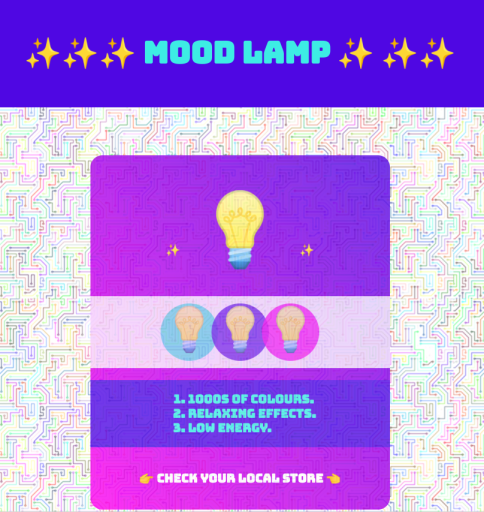 MOOD LAMP
1. 1000S OF COLOURS.
2. RELAXING EFFECTS.
3. LOW ENERGY.
CHECK YOUR LOCAL STORE